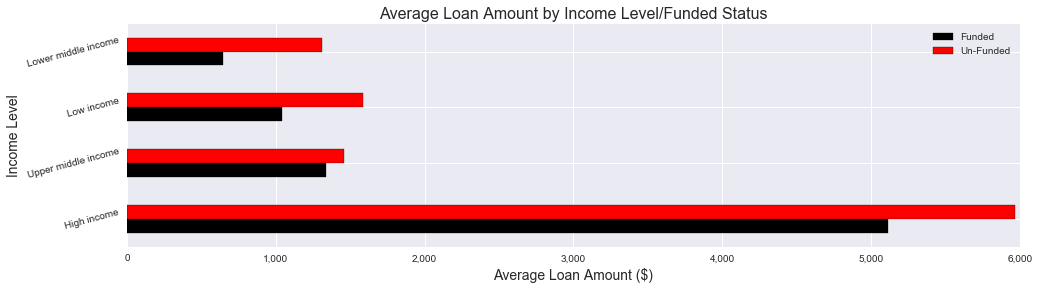 Average Loan Amount by Income Level/Funded Status
Funded
Un-Funded
Income Level
Lower middle income
Low income
Upper middle income
High income
0
1,000
2,000
3,000
4,000
5,000
6,000
Average Loan Amount ($)